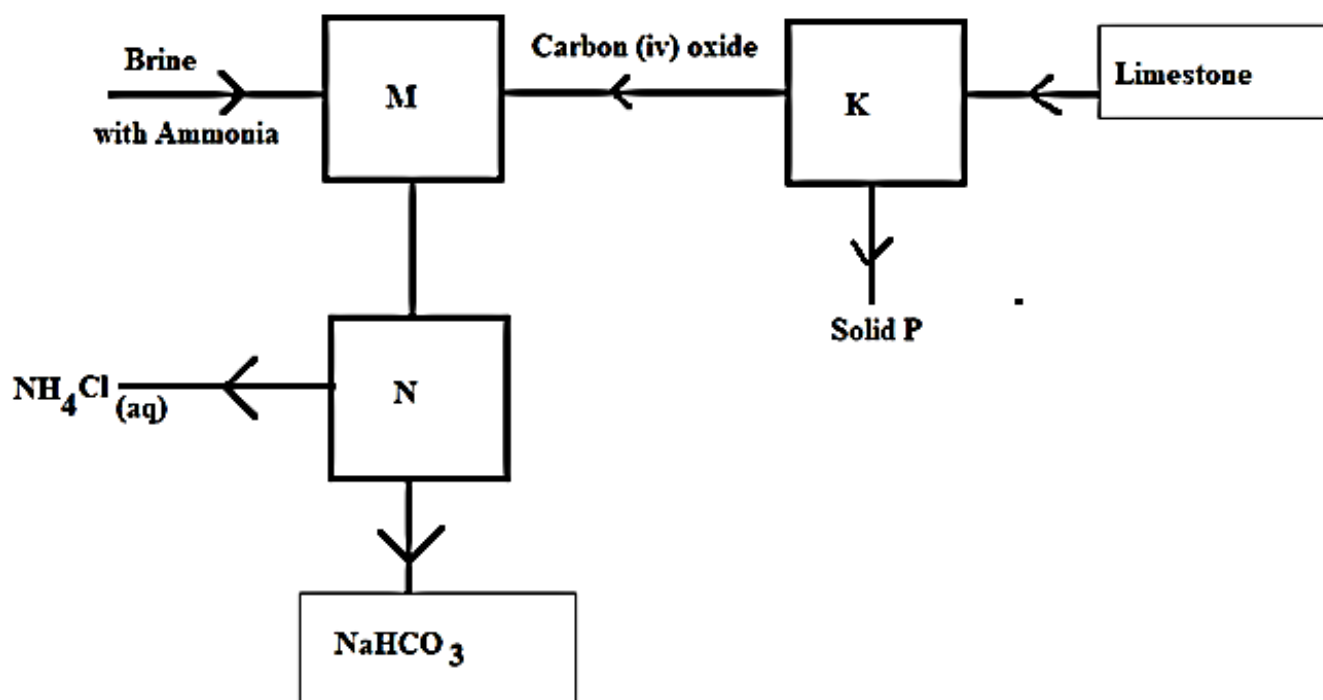 Brine
with Ammonia
M
Carbon (iv) oxide
K
Limestone
Solid P
NH₄Cl (aq)
N
NaHCO₃